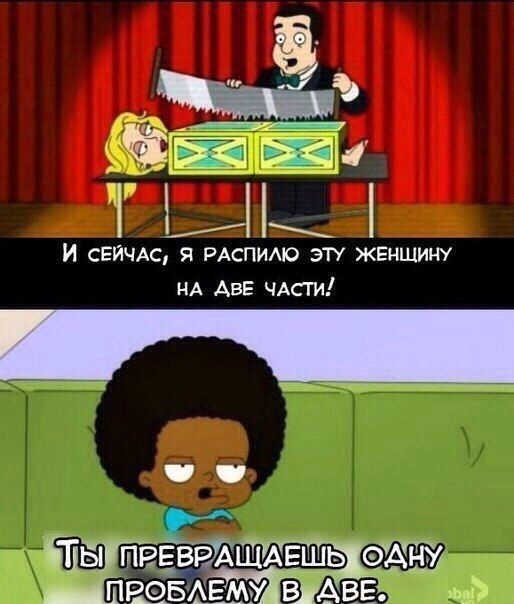 И СЕЙЧАС, Я РАСПИЛЮ ЭТУ ЖЕНЩИНУ
НА ДВЕ ЧАСТИ!
ТЫ ПРЕВРАЩАЕШЬ ОДНУ
ПРОБЛЕМУ В ДВЕ.